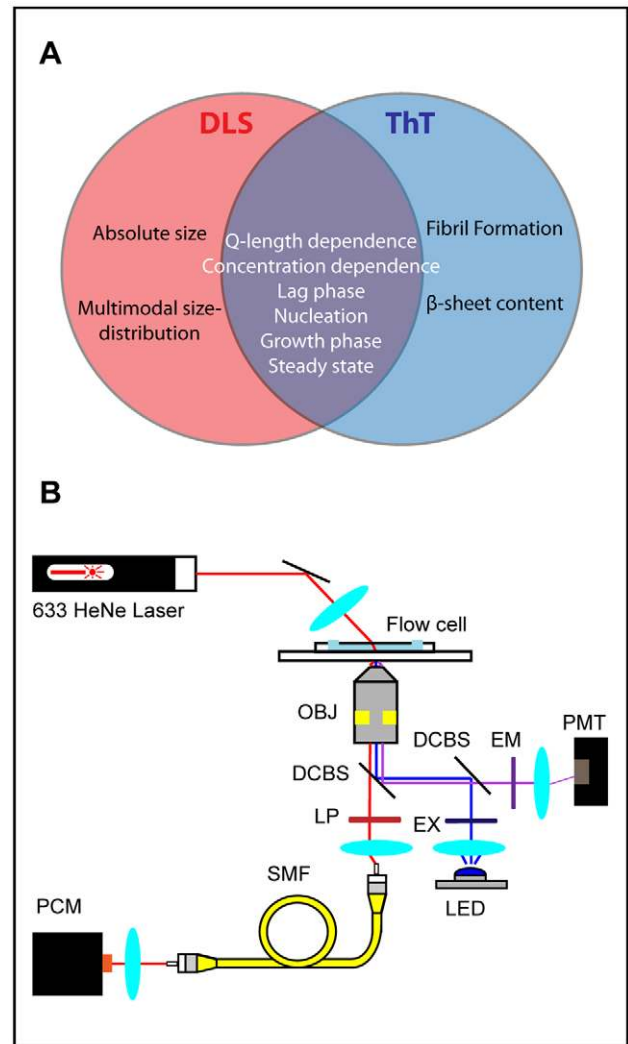 A
DLS
ThT
Absolute size
Multimodal size-
distribution
Q-length dependence
Concentration dependence
Lag phase
Nucleation
Growth phase
Steady state
Fibril Formation
β-sheet content
B
633 HeNe Laser
Flow cell
OBJ
PMT
DCBS
EM
DCBS
LP
EX
SMF
LED
PCM